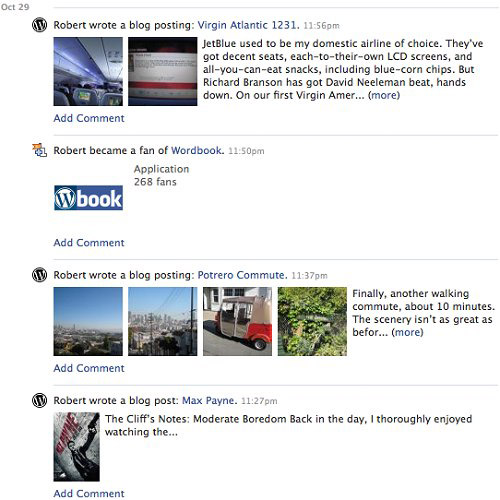 Oct 29
Robert wrote a blog posting: Virgin Atlantic 1231. 11:56pm
JetBlue used to be my domestic airline of choice. They've
got decent seats, each-to-their-own LCD screens, and
all-you-can-eat snacks, including blue-corn chips. But
Richard Branson has got David Neeleman beat, hands
down. On our first Virgin Amer... (more)
Add Comment
Robert became a fan of Wordbook. 11:50pm
Application
268 fans
Wbook
Add Comment
Robert wrote a blog posting: Potrero Commute. 11:37pm
Finally, another walking
commute, about 10 minutes.
The scenery isn't as great as
befor... (more)
Add Comment
Robert wrote a blog post: Max Payne. 11:27pm
The Cliff's Notes: Moderate Boredom Back in the day, I thoroughly enjoyed
watching the...
Add Comment